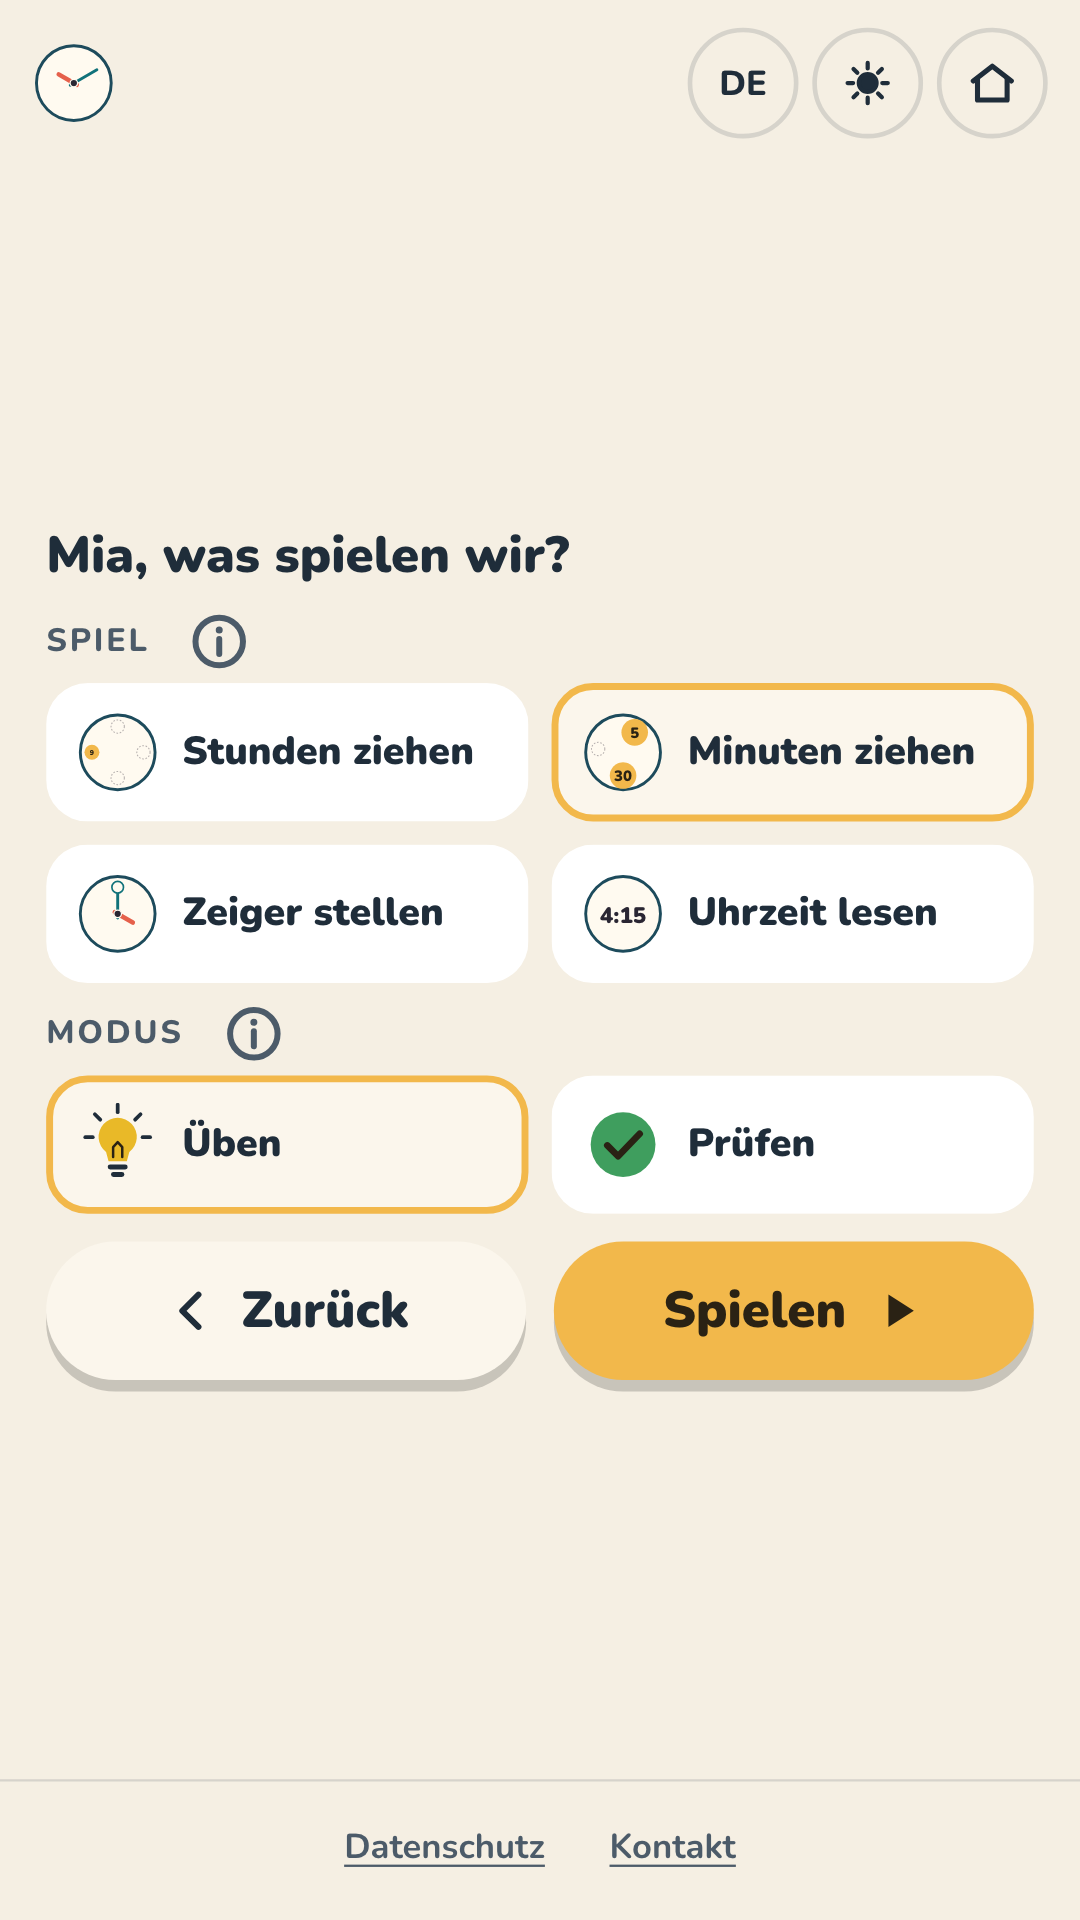 DE
Mia, was spielen wir?
SPIEL
9
Stunden ziehen
5
30
Minuten ziehen
Zeiger stellen
4:15
Uhrzeit lesen
MODUS
Üben
Prüfen
Zurück
Spielen
Datenschutz
Kontakt